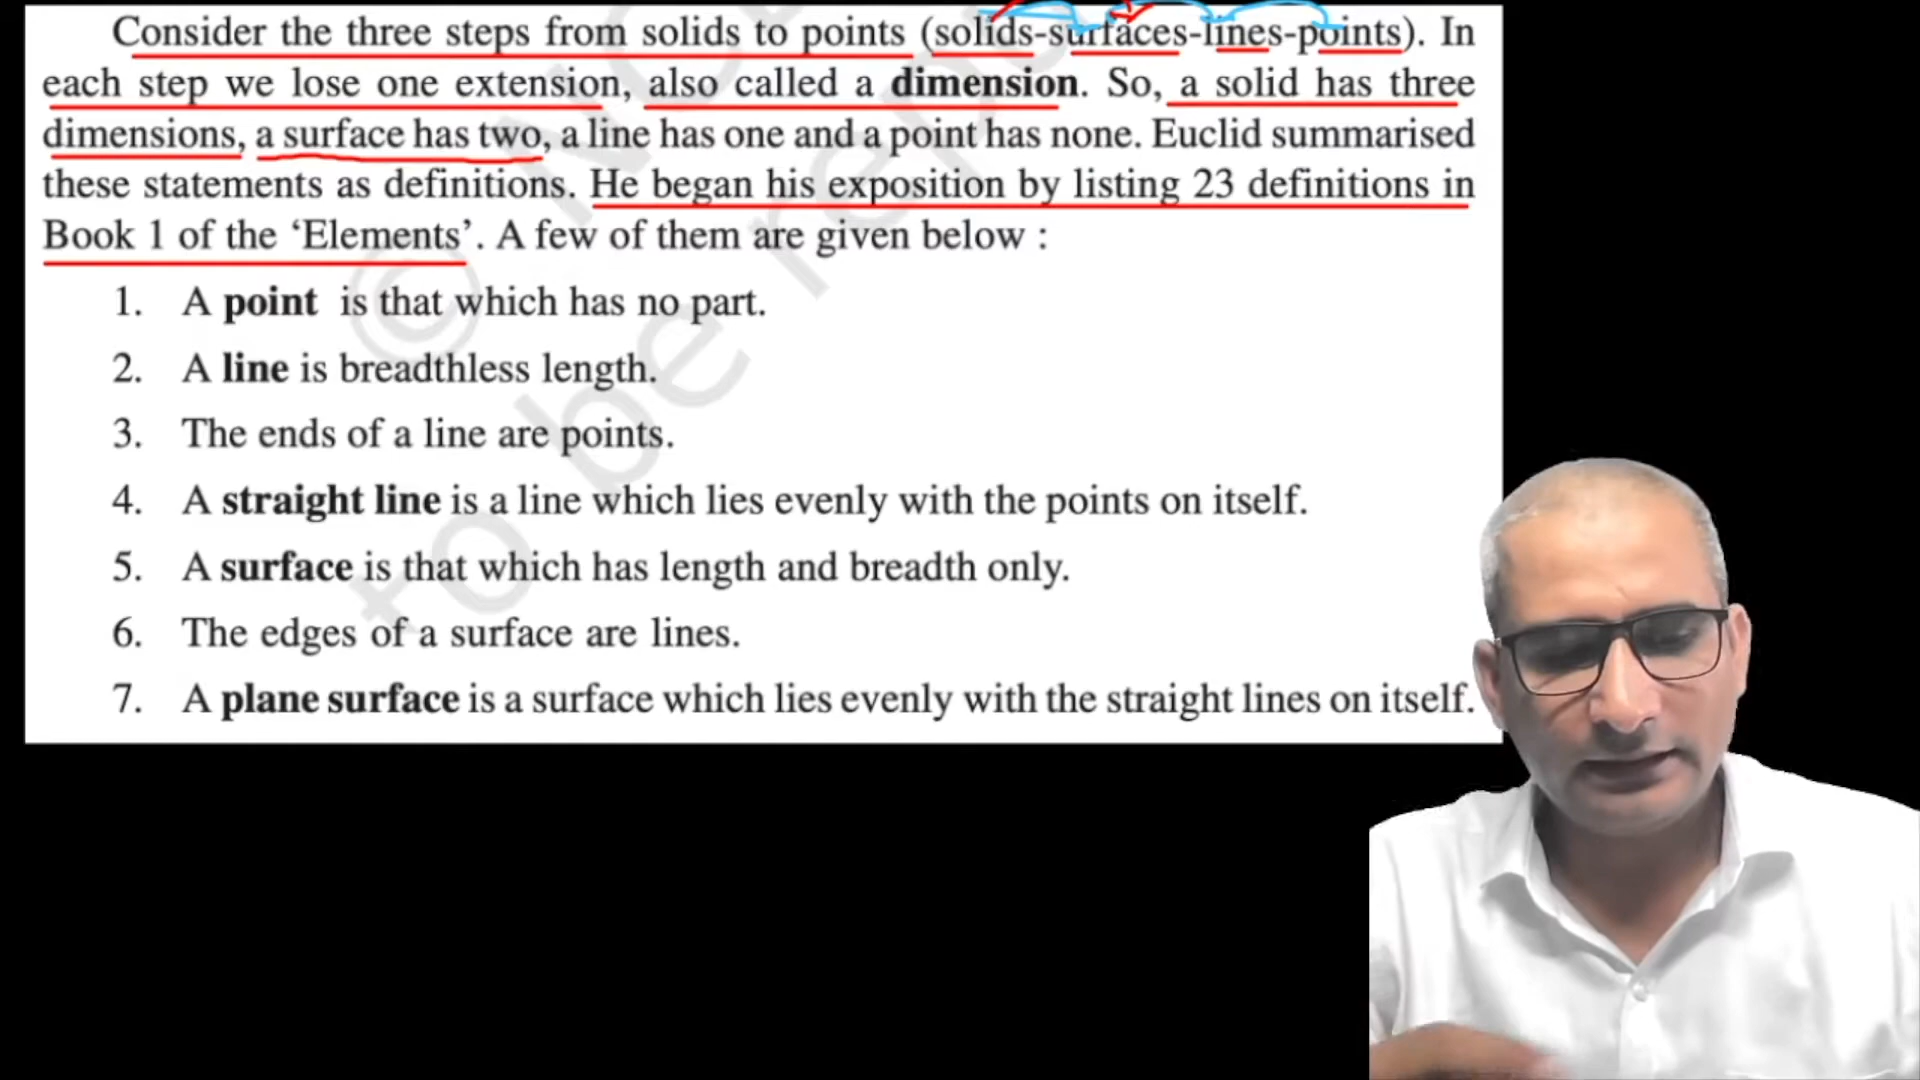 Consider the three steps from solids to points (solids-surfaces-lines-points). In
each step we lose one extension, also called a dimension. So, a solid has three
dimensions, a surface has two, a line has one and a point has none. Euclid summarised
these statements as definitions. He began his exposition by listing 23 definitions in
Book 1 of the ‘Elements’. A few of them are given below :
1. A point is that which has no part.
2. A line is breadthless length.
3. The ends of a line are points.
4. A straight line is a line which lies evenly with the points on itself.
5. A surface is that which has length and breadth only.
6. The edges of a surface are lines.
7. A plane surface is a surface which lies evenly with the straight lines on itself.